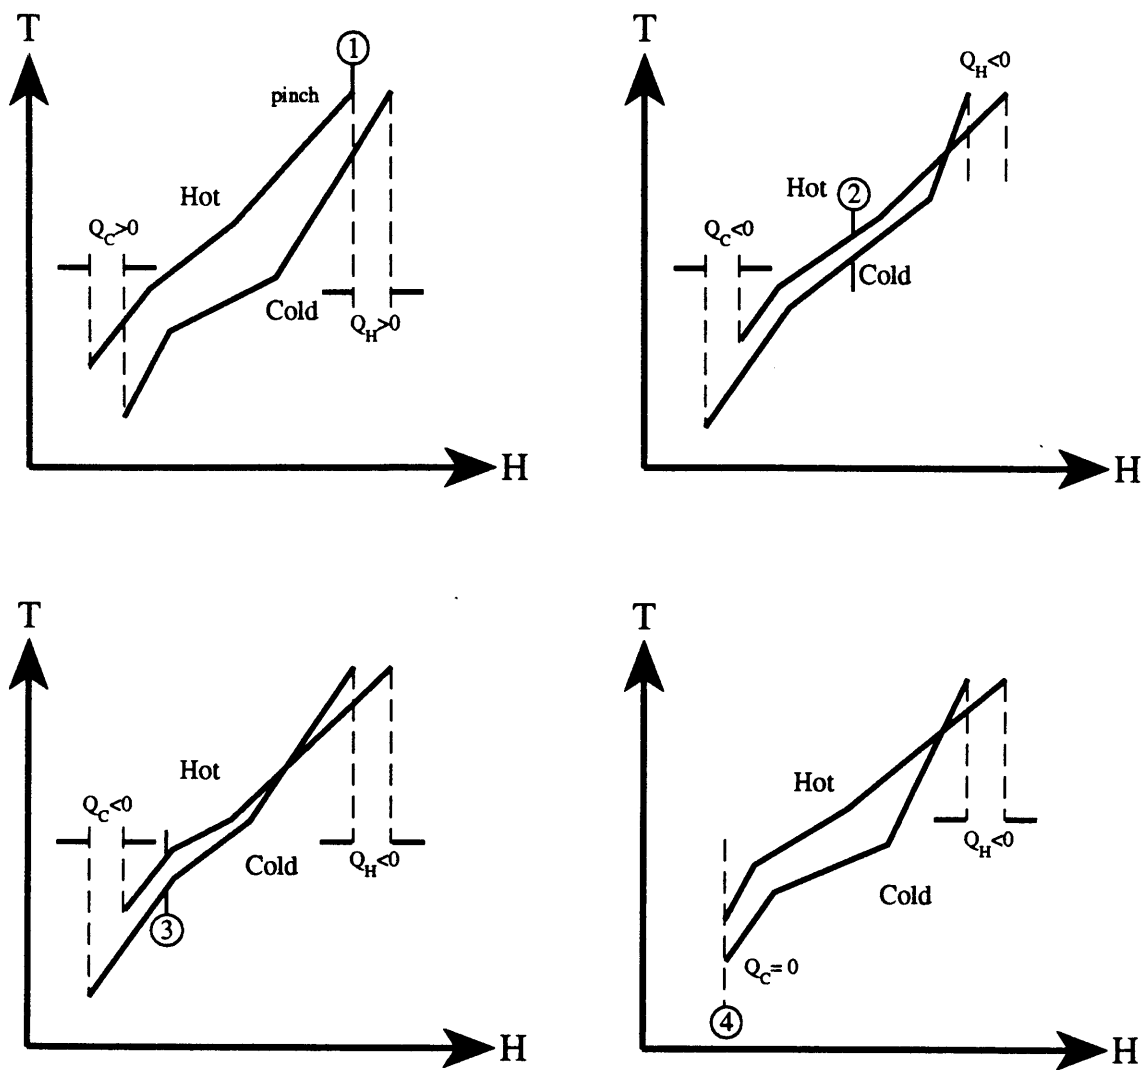 T
①
pinch
Hot
Q_C>0
Cold
Q_H>0
H
T
Q_H<0
Hot
②
Q_C<0
Cold
H
T
Hot
Q_C<0
Cold
Q_H<0
③
H
T
Hot
Q_H<0
Cold
Q_C= 0
④
H